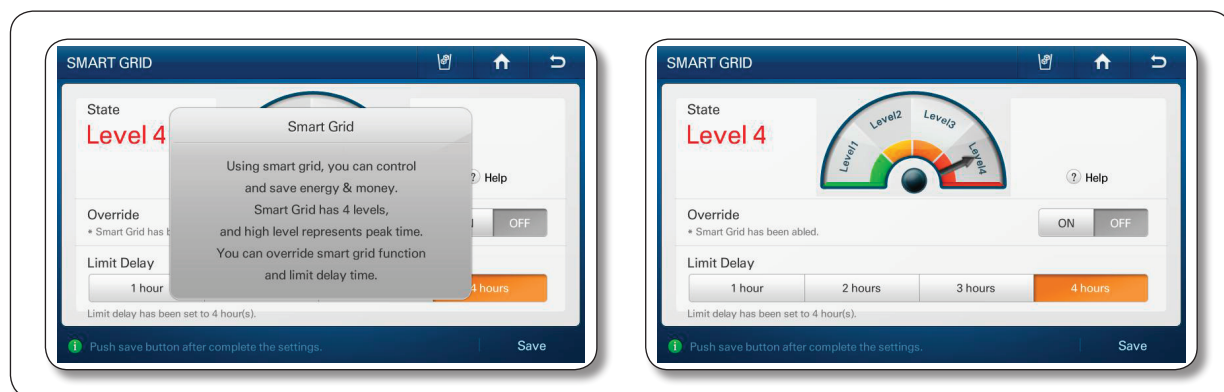 SMART GRID
State
Level 4
Smart Grid
Using smart grid, you can control
and save energy & money.
Smart Grid has 4 levels,
and high level represents peak time.
You can override smart grid function
and limit delay time.
? Help
Override
OFF
* Smart Grid has
Limit Delay
1 hour
4 hours
Limit delay has been set to 4 hour(s).
i Push save button after complete the settings.
Save
SMART GRID
State
Level 4
Level1
Level2
Level3
Level4
? Help
Override
ON OFF
* Smart Grid has been abled.
Limit Delay
1 hour 2 hours 3 hours 4 hours
Limit delay has been set to 4 hour(s).
i Push save button after complete the settings.
Save